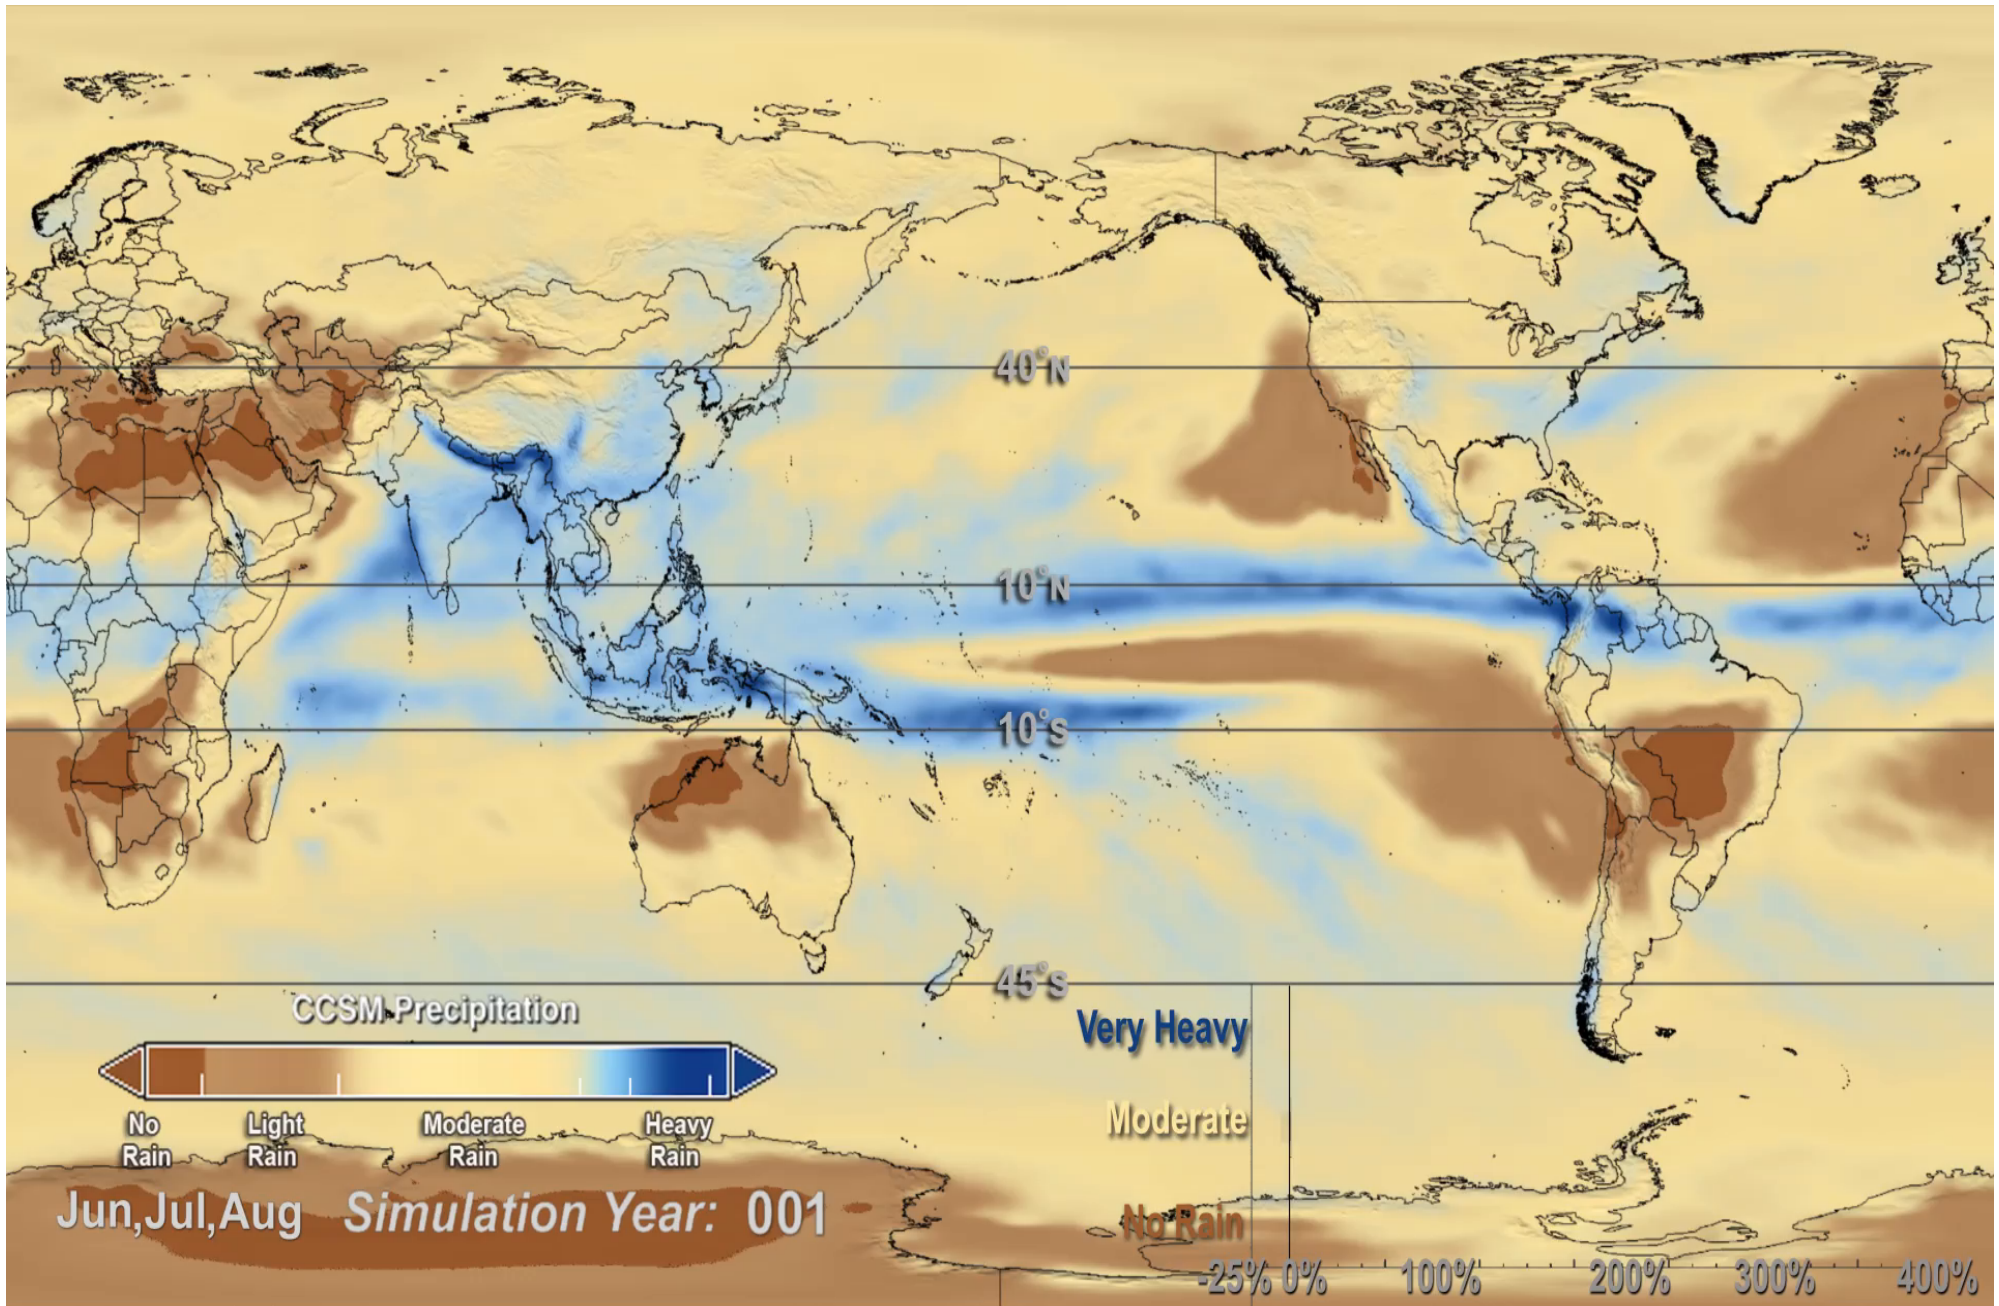 40°N
10°N
10°S
45°S
CCSM Precipitation
No Rain
Light Rain
Moderate Rain
Heavy Rain
Jun,Jul,Aug Simulation Year: 001
Very Heavy
Moderate
No Rain
-25% 0% 100% 200% 300% 400%